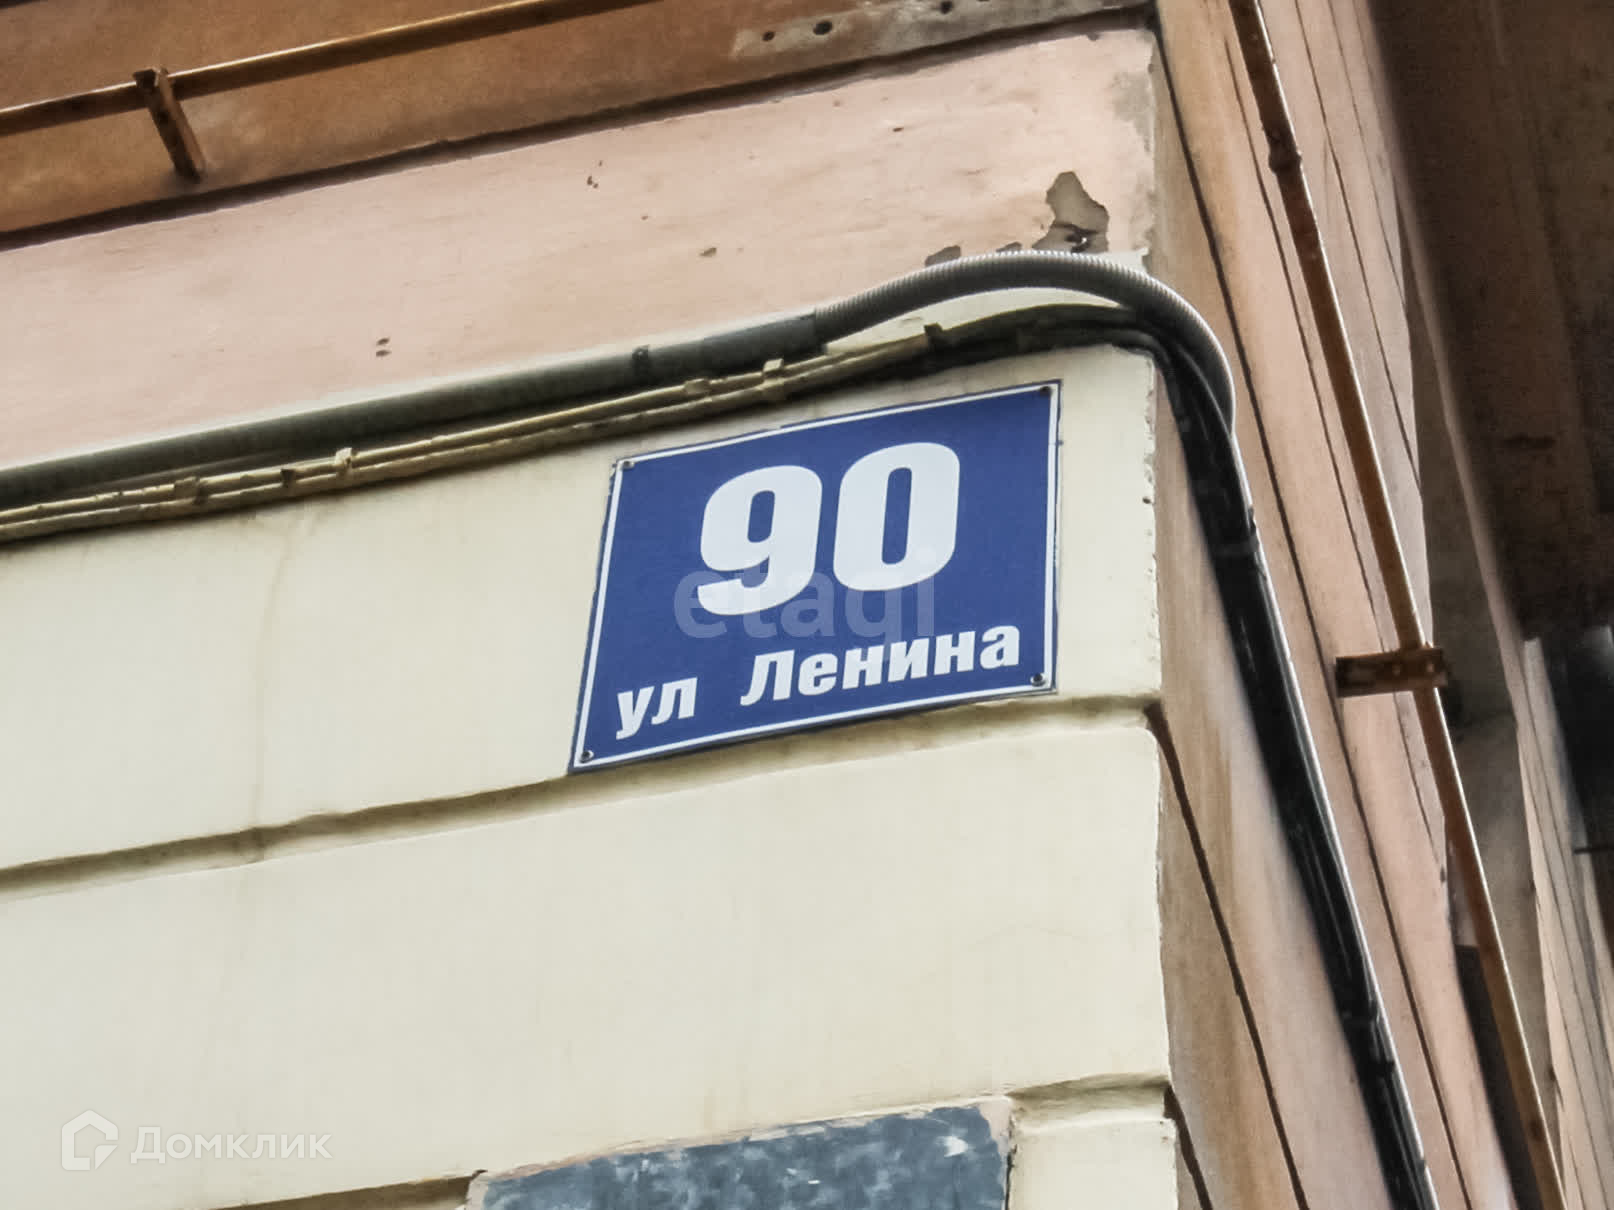 90
etagi
ул Ленина
Домклик